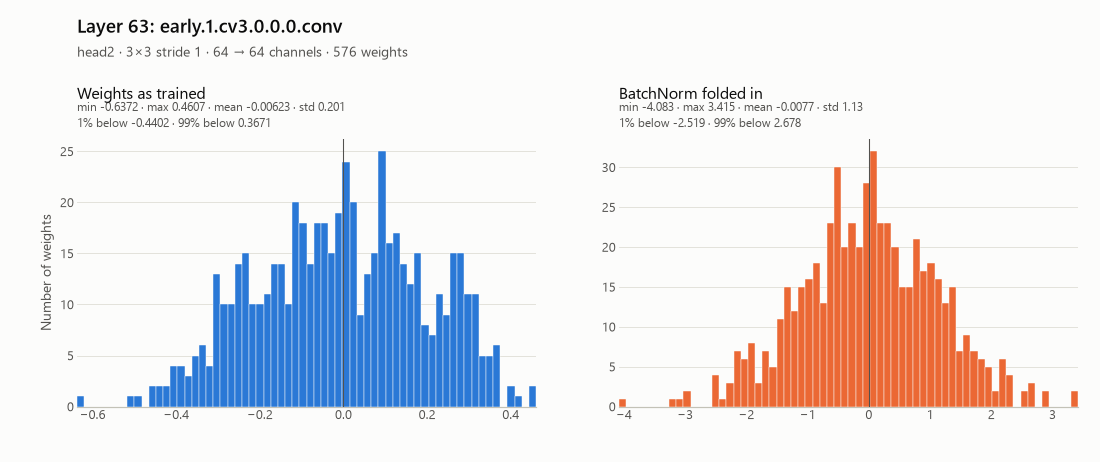 Layer 63: early.1.cv3.0.0.0.conv
head2 · 3×3 stride 1 · 64 → 64 channels · 576 weights
Weights as trained
min -0.6372 · max 0.4607 · mean -0.00623 · std 0.201
1% below -0.4402 · 99% below 0.3671
Number of weights
25
20
15
10
5
0
−0.6 −0.4 −0.2 0.0 0.2 0.4
BatchNorm folded in
min -4.083 · max 3.415 · mean -0.0077 · std 1.13
1% below -2.519 · 99% below 2.678
30
25
20
15
10
5
0
−4 −3 −2 −1 0 1 2 3